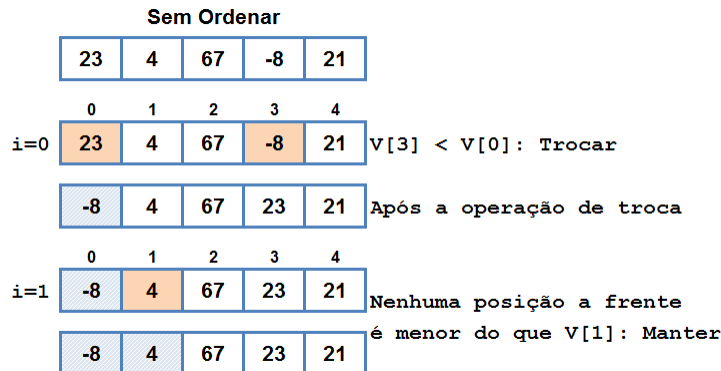 Sem Ordenar
23 4 67 -8 21
0 1 2 3 4
i=0 23 4 67 -8 21 V[3] < V[0]: Trocar
-8 4 67 23 21 Após a operação de troca
0 1 2 3 4
i=1 -8 4 67 23 21 Nenhuma posição a frente
-8 4 67 23 21 é menor do que V[1]: Manter